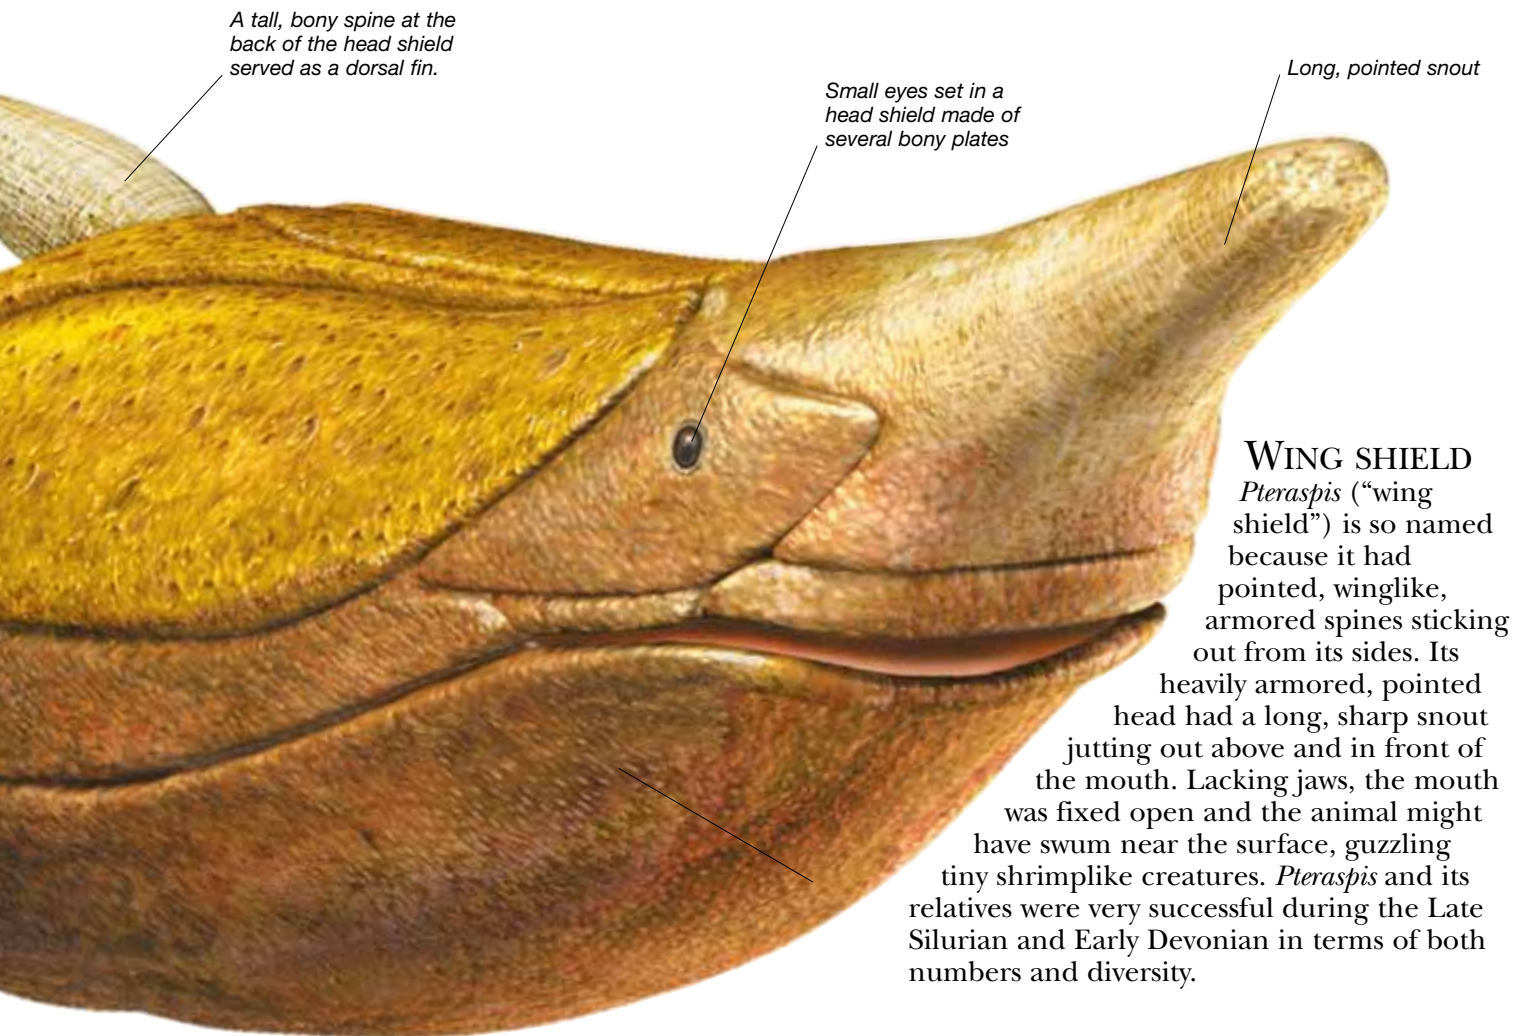 A tall, bony spine at the
back of the head shield
served as a dorsal fin.
Small eyes set in a
head shield made of
several bony plates
Long, pointed snout
WING SHIELD
Pteraspis (“wing
shield”) is so named
because it had
pointed, winglike,
armored spines sticking
out from its sides. Its
heavily armored, pointed
head had a long, sharp snout
jutting out above and in front of
the mouth. Lacking jaws, the mouth
was fixed open and the animal might
have swum near the surface, guzzling
tiny shrimplike creatures. Pteraspis and its
relatives were very successful during the Late
Silurian and Early Devonian in terms of both
numbers and diversity.